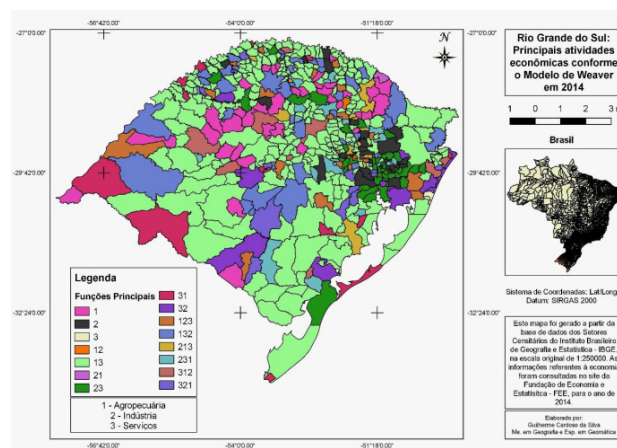 -56°42'0.00"
-54°0'0.00"
-51°18'0.00"
-27°0'0.00"
-27°0'0.00"
N
-29°42'0.00"
-29°42'0.00"
-32°24'0.00"
-32°24'0.00"
-56°42'0.00"
-54°0'0.00"
-51°18'0.00"
Legenda
Funções Principais
1
2
3
12
13
21
23
31
32
123
132
213
231
312
321
1 - Agropecuária
2 - Indústria
3 - Serviços
Rio Grande do Sul:
Principais atividades
econômicas conforme
o Modelo de Weaver
em 2014
1 0 1 2 3
Brasil
Sistema de Coordenadas: Lat/Long
Datum: SIRGAS 2000
Este mapa foi gerado a partir da
base de dados dos Setores
Censitários do Instituto Brasileiro
de Geografia e Estatística - IBGE,
na escala original de 1:250000. As
informações referentes à economia
foram consultadas no site da
Fundação de Economia e
Estatísitca - FEE, para o ano de
2014.
Elaborado por:
Guilherme Cardoso da Silva
Me. em Geografia e Esp. em Geomática